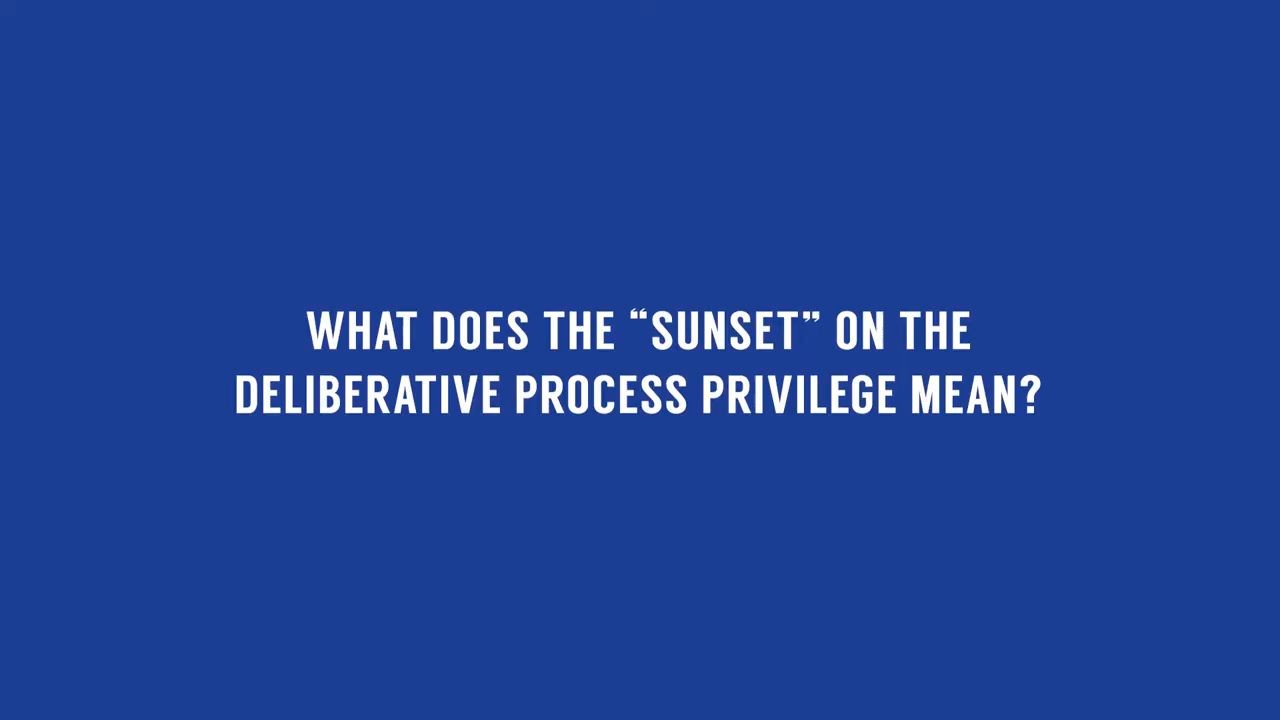 WHAT DOES THE “SUNSET” ON THE
DELIBERATIVE PROCESS PRIVILEGE MEAN?